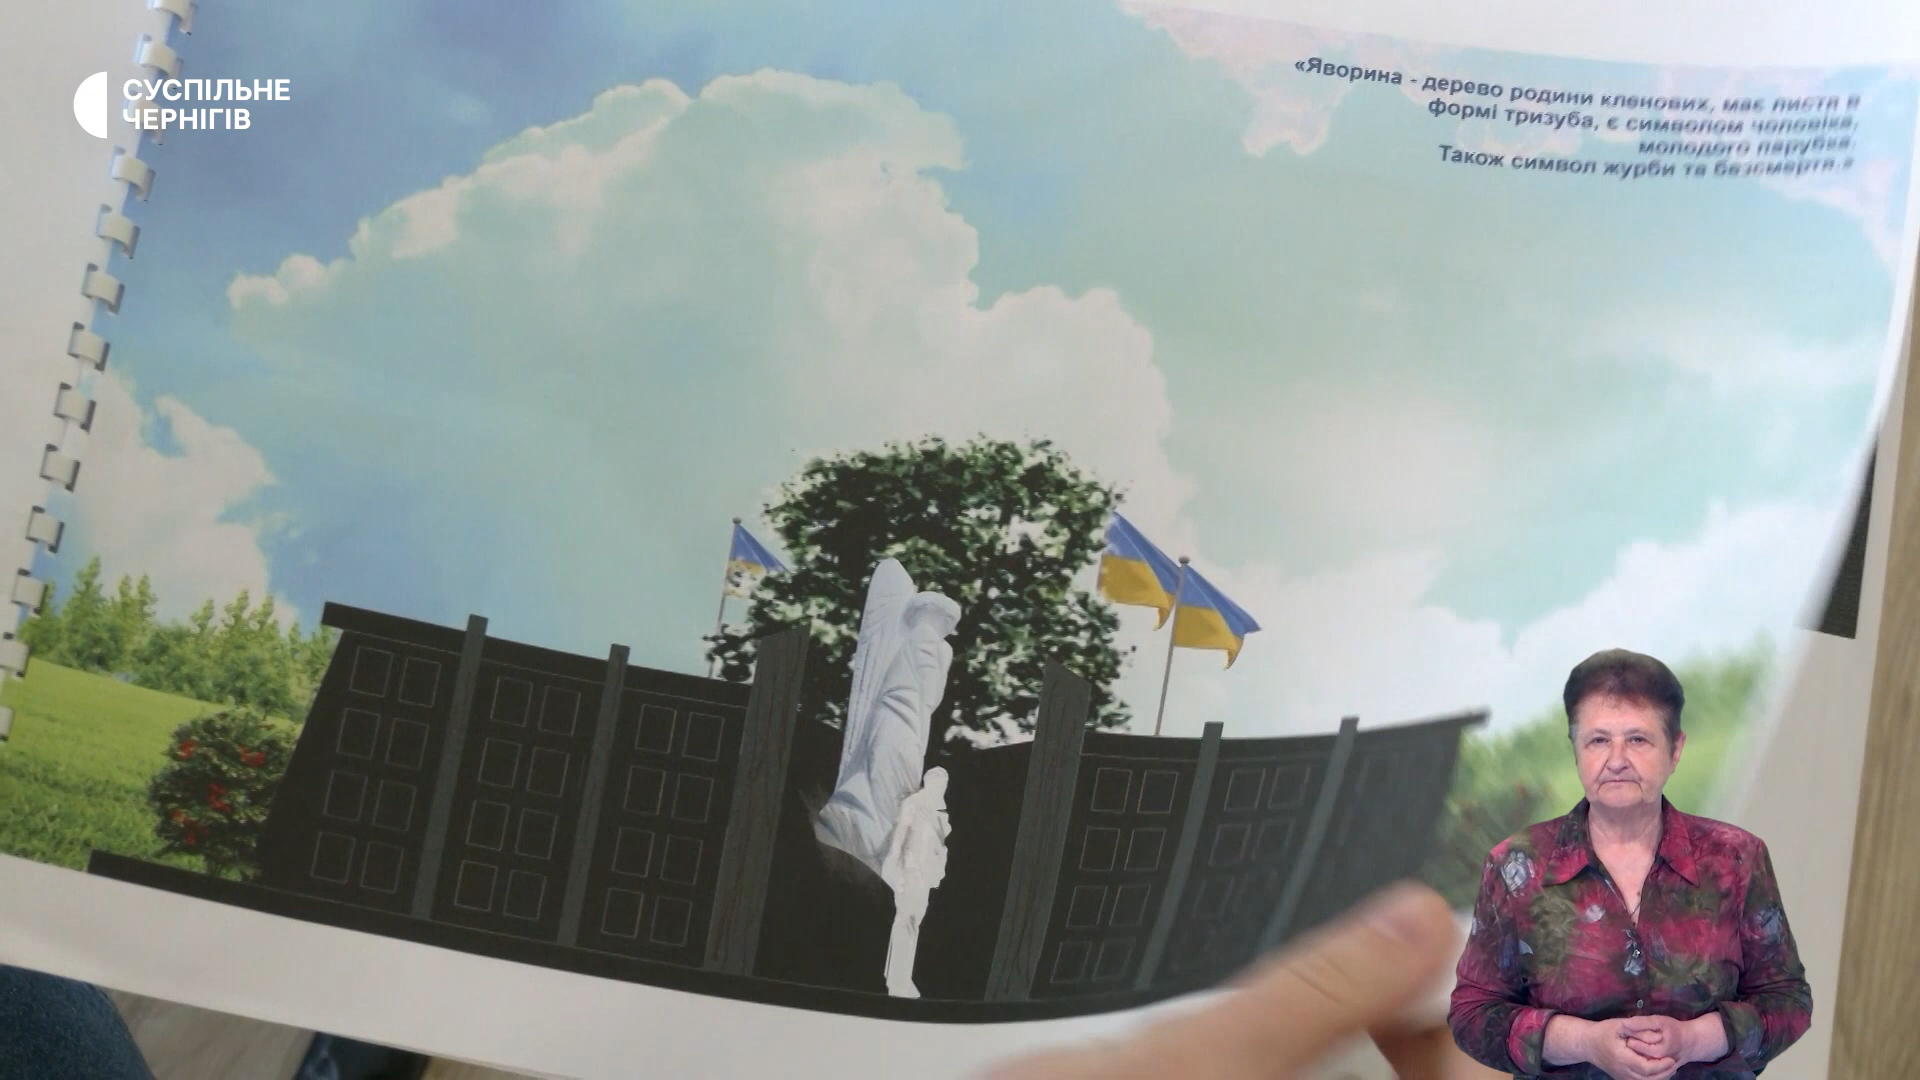 СУСПІЛЬНЕ
ЧЕРНІГІВ
«Яворина - дерево родини кленових, має листя в
формі тризуба, є символом чоловіка,
молодого парубка.
Також символ журби та безсмертя.»